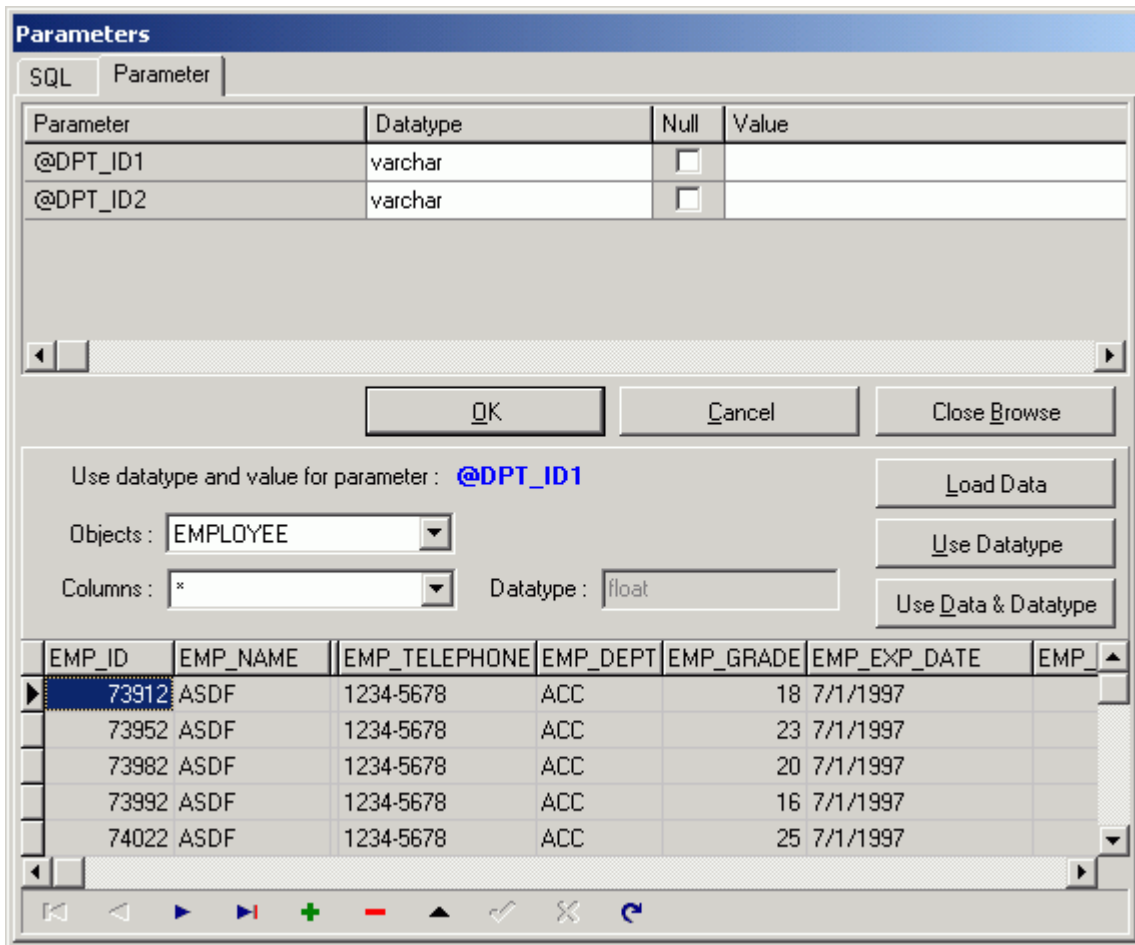 Parameters
SQL Parameter
Parameter Datatype Null Value
@DPT_ID1 varchar
@DPT_ID2 varchar
OK Cancel Close Browse
Use datatype and value for parameter : @DPT_ID1
Load Data
Objects : EMPLOYEE
Use Datatype
Columns : * Datatype : float
Use Data & Datatype
EMP_ID EMP_NAME EMP_TELEPHONE EMP_DEPT EMP_GRADE EMP_EXP_DATE EMP_
73912 ASDF 1234-5678 ACC 18 7/1/1997
73952 ASDF 1234-5678 ACC 23 7/1/1997
73982 ASDF 1234-5678 ACC 20 7/1/1997
73992 ASDF 1234-5678 ACC 16 7/1/1997
74022 ASDF 1234-5678 ACC 25 7/1/1997